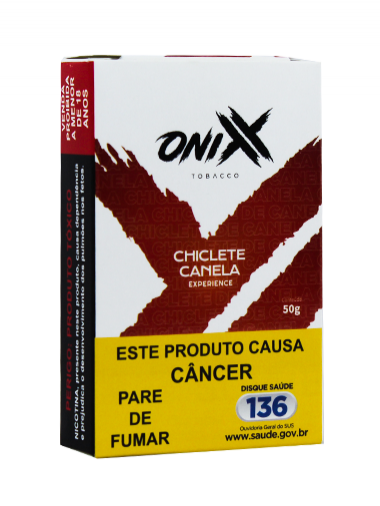 VENDA
PROIBIDA
A MENOR
DE 18
ANOS
PERIGO: PRODUTO TÓXICO
NICOTINA, presente neste produto, causa dependência
e prejudica o desenvolvimento dos pulmões nos fetos.
ONIX
TOBACCO
CHICLETE
CANELA
EXPERIENCE
50g
ESTE PRODUTO CAUSA
CÂNCER
PARE
DE
FUMAR
DISQUE SAÚDE
136
Ouvidoria Geral do SUS
www.saude.gov.br